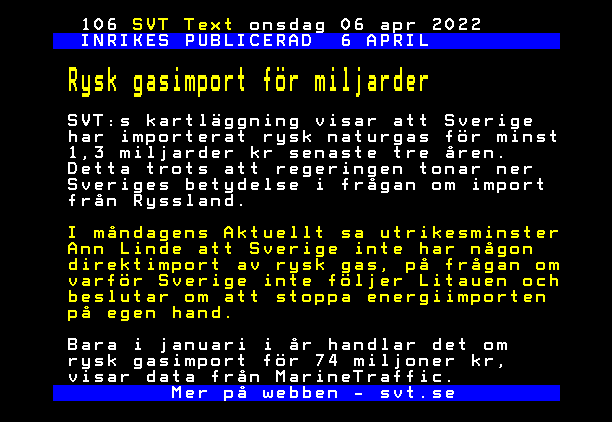 106 SVT Text onsdag 06 apr 2022
INRIKES PUBLICERAD 6 APRIL
Rysk gasimport för miljarder
SVT:s kartläggning visar att Sverige
har importerat rysk naturgas för minst
1,3 miljarder kr senaste tre åren.
Detta trots att regeringen tonar ner
Sveriges betydelse i frågan om import
från Ryssland.
I måndagens Aktuellt sa utrikesminster
Ann Linde att Sverige inte har någon
direktimport av rysk gas, på frågan om
varför Sverige inte följer Litauen och
beslutar om att stoppa energiimporten
på egen hand.
Bara i januari i år handlar det om
rysk gasimport för 74 miljoner kr,
visar data från MarineTraffic.
Mer på webben - svt.se